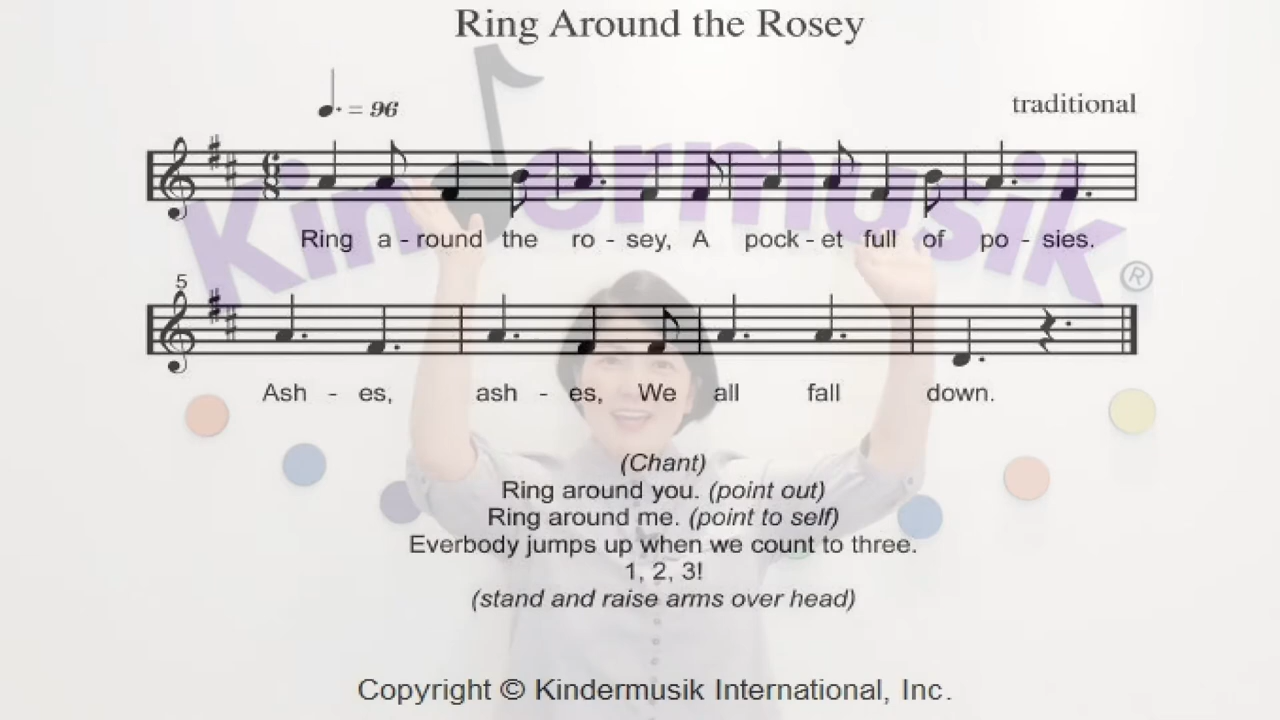 Ring Around the Rosey
= 96
traditional
6
8
Kindermusik
Ring a - round the ro - sey, A pock - et full of po - sies.
®
5
Ash - es, ash - es, We all fall down.
(Chant)
Ring around you. (point out)
Ring around me. (point to self)
Everbody jumps up when we count to three.
1, 2, 3!
(stand and raise arms over head)
Copyright © Kindermusik International, Inc.